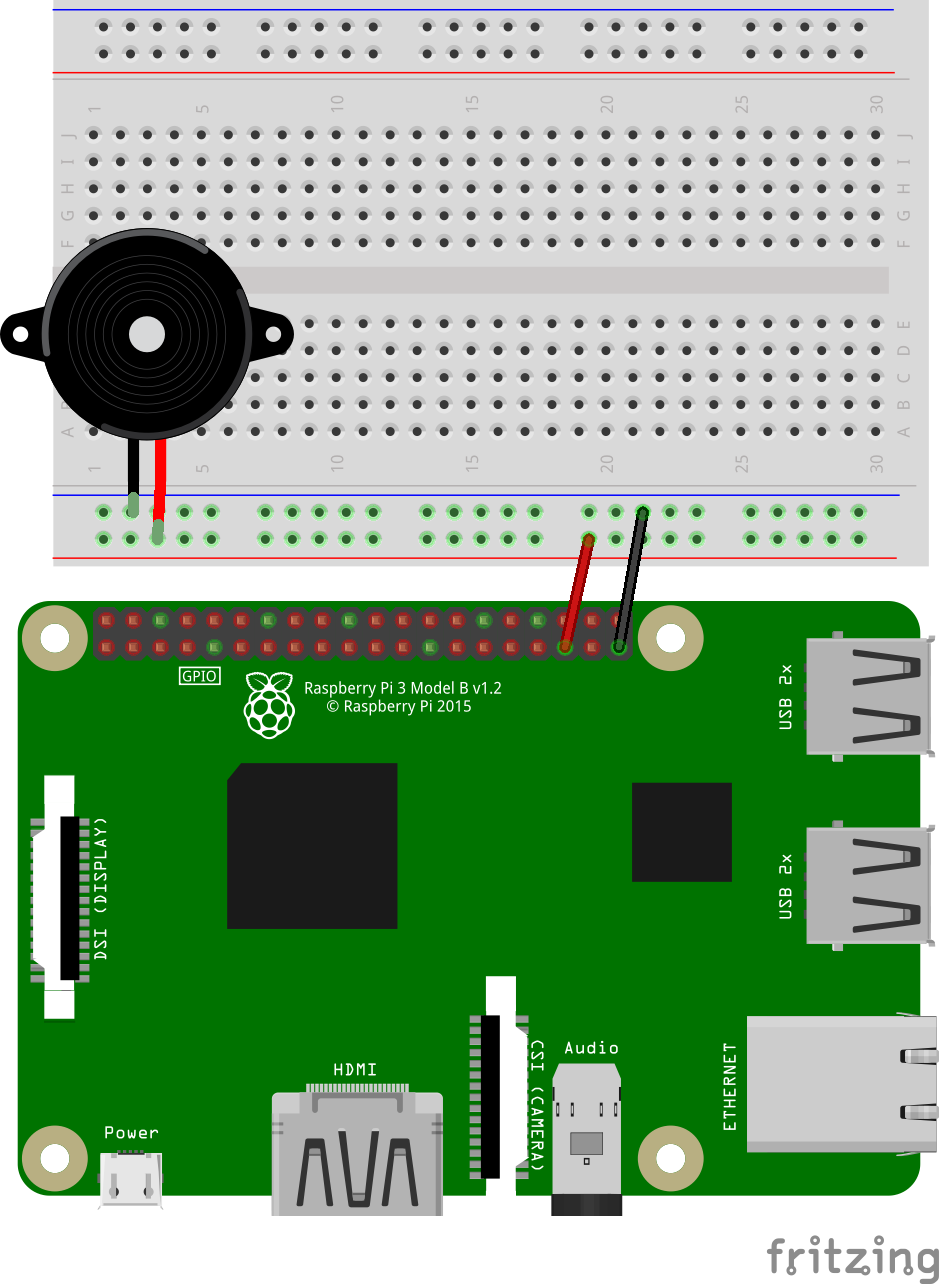 1 5 10 15 20 25 30
J J
I I
H H
G G
F F
E
D
C
B
A A
1 5 10 15 20 25 30
GPIO
Raspberry Pi 3 Model B v1.2
© Raspberry Pi 2015
USB 2x
DSI (DISPLAY)
USB 2x
CSI (CAMERA)
Audio
ETHERNET
HDMI
Power
fritzing